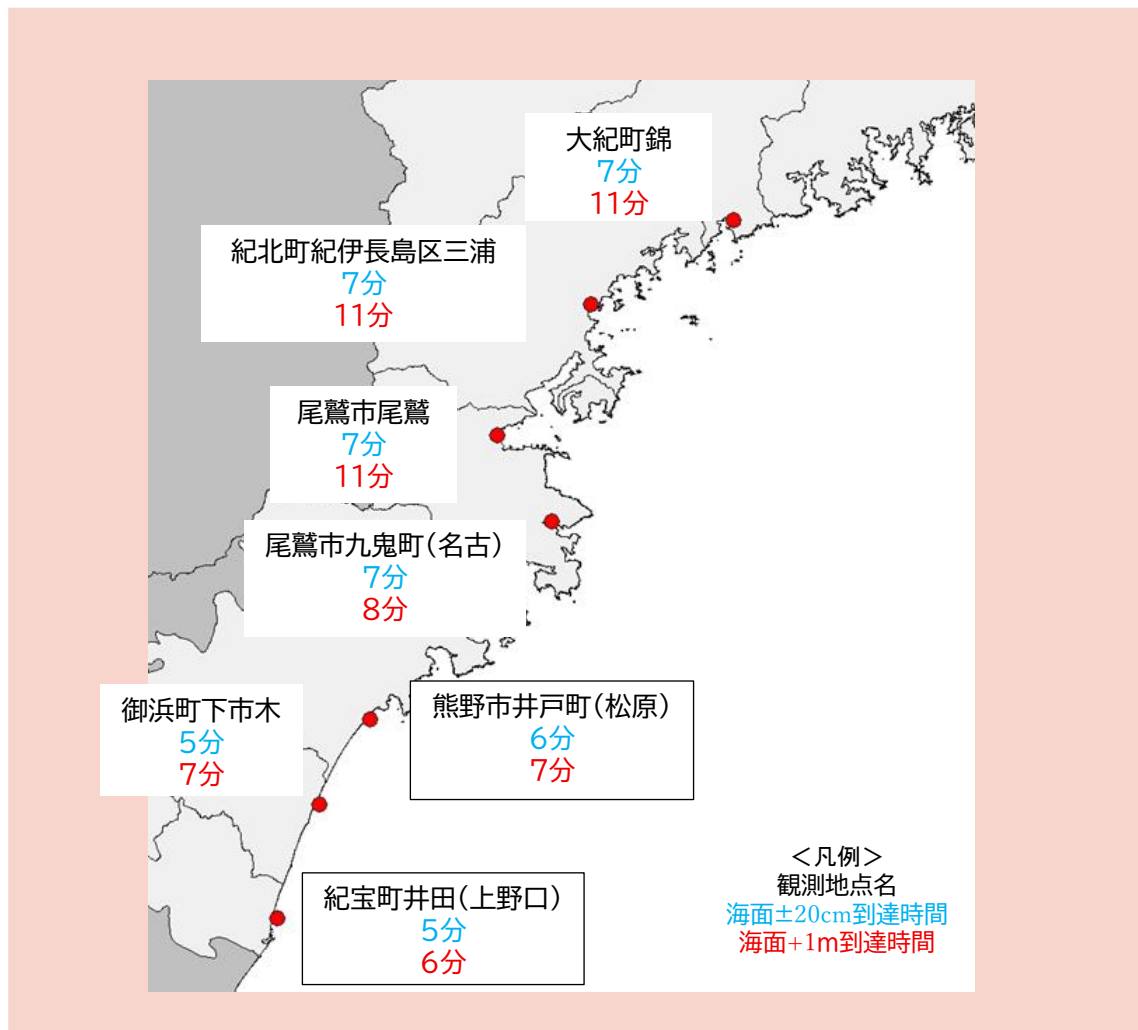 大紀町錦
7分
11分
紀北町紀伊長島区三浦
7分
11分
尾鷲市尾鷲
7分
11分
尾鷲市九鬼町(名古)
7分
8分
御浜町下市木
5分
7分
熊野市井戸町(松原)
6分
7分
紀宝町井田(上野口)
5分
6分
<凡例>
観測地点名
海面±20cm到達時間
海面+1m到達時間